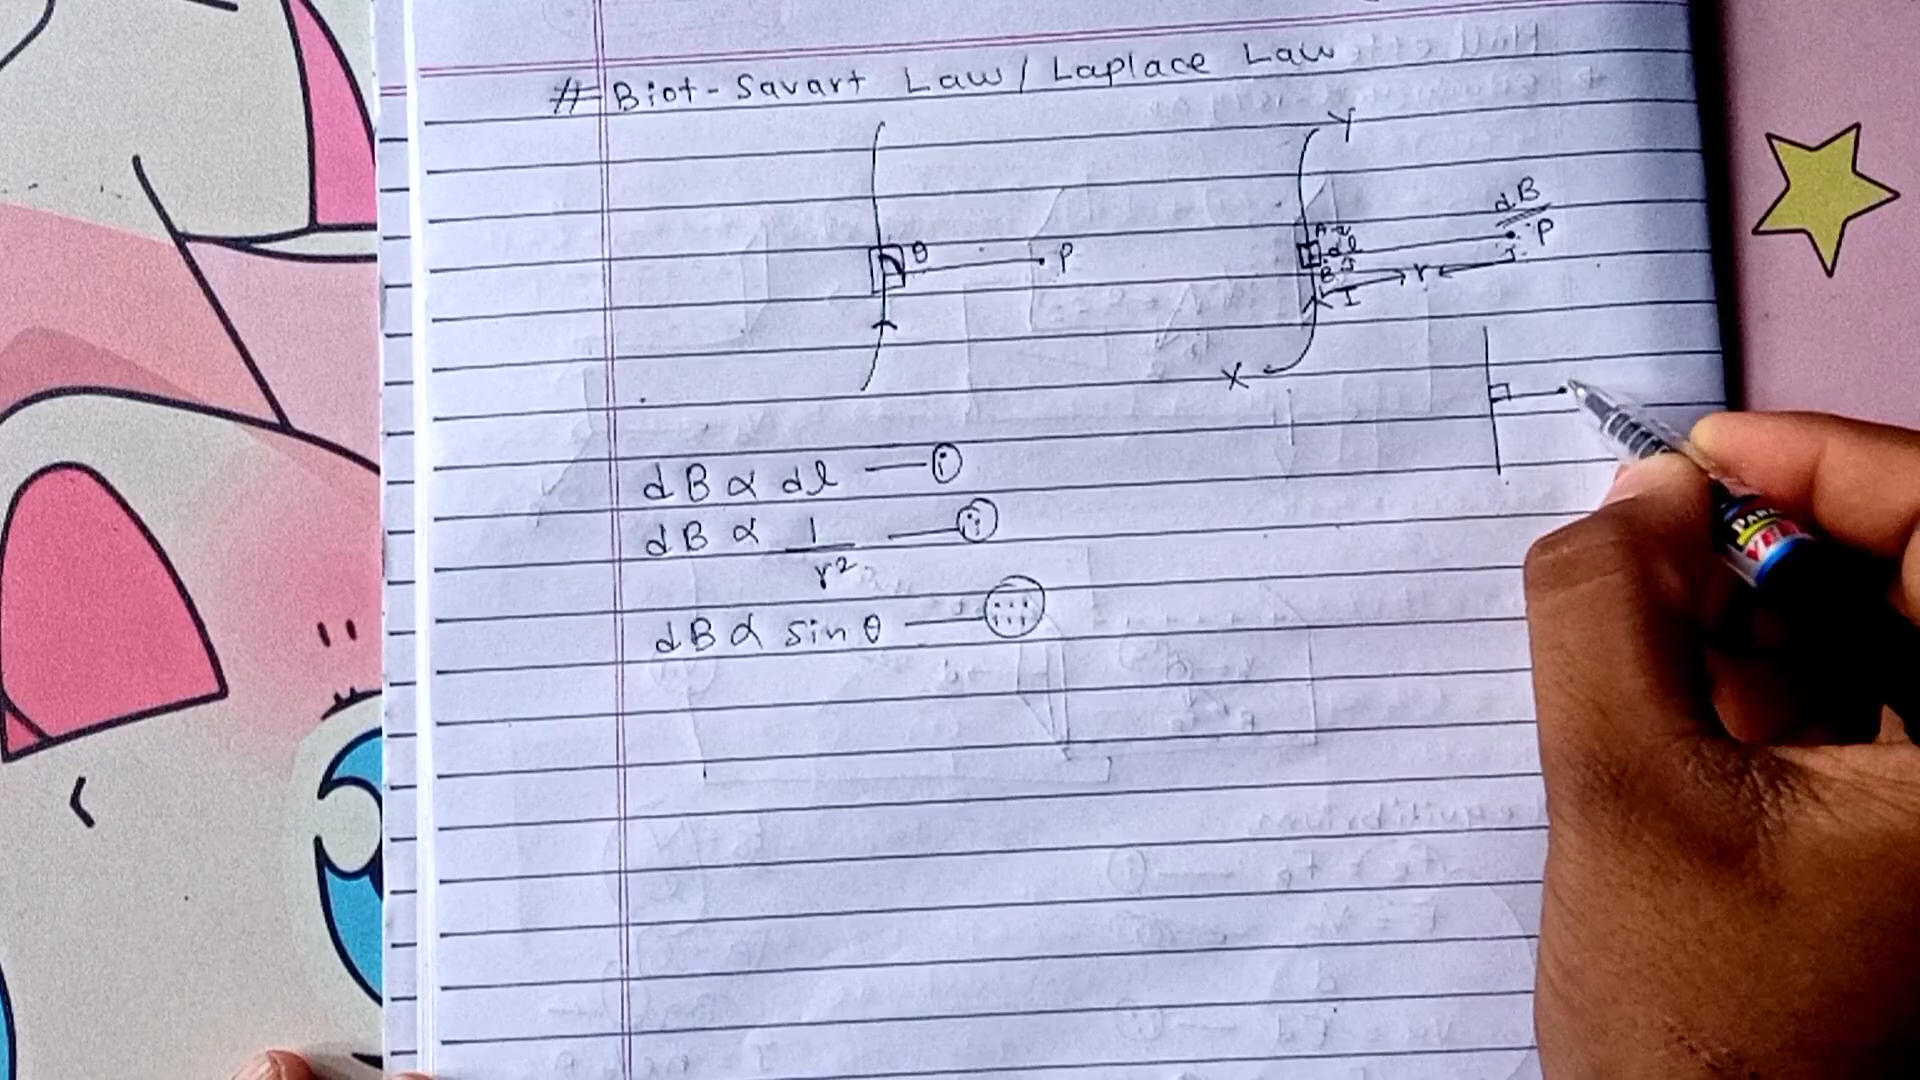 # Biot-Savart Law / Laplace Law
Y
dB
θ
P
A
dl
P
B
r
I
X
dB ∝ dl — (i)
dB ∝ 1/r² — (ii)
dB ∝ sin θ — (iii)